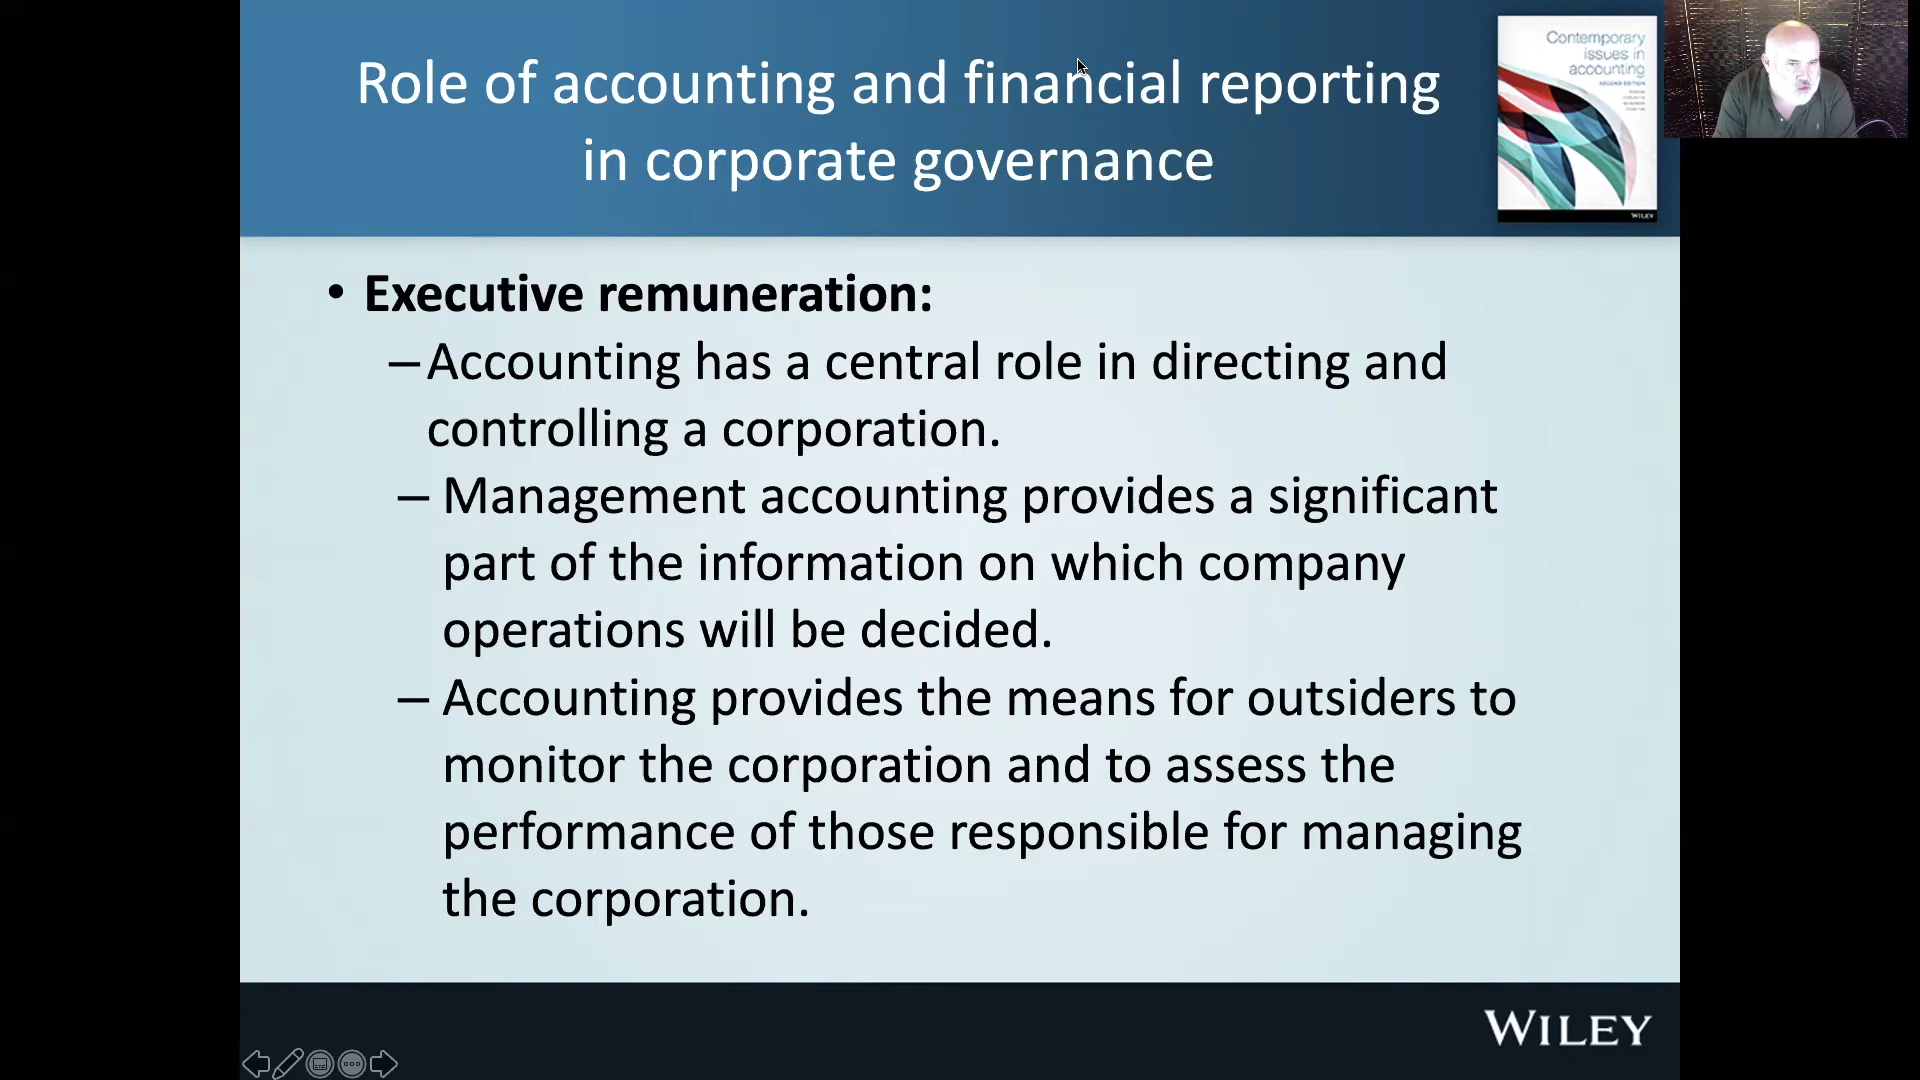 Role of accounting and financial reporting
in corporate governance
Contemporary
issues in
accounting
SECOND EDITION
WILEY
• Executive remuneration:
–Accounting has a central role in directing and
controlling a corporation.
– Management accounting provides a significant
part of the information on which company
operations will be decided.
– Accounting provides the means for outsiders to
monitor the corporation and to assess the
performance of those responsible for managing
the corporation.
WILEY